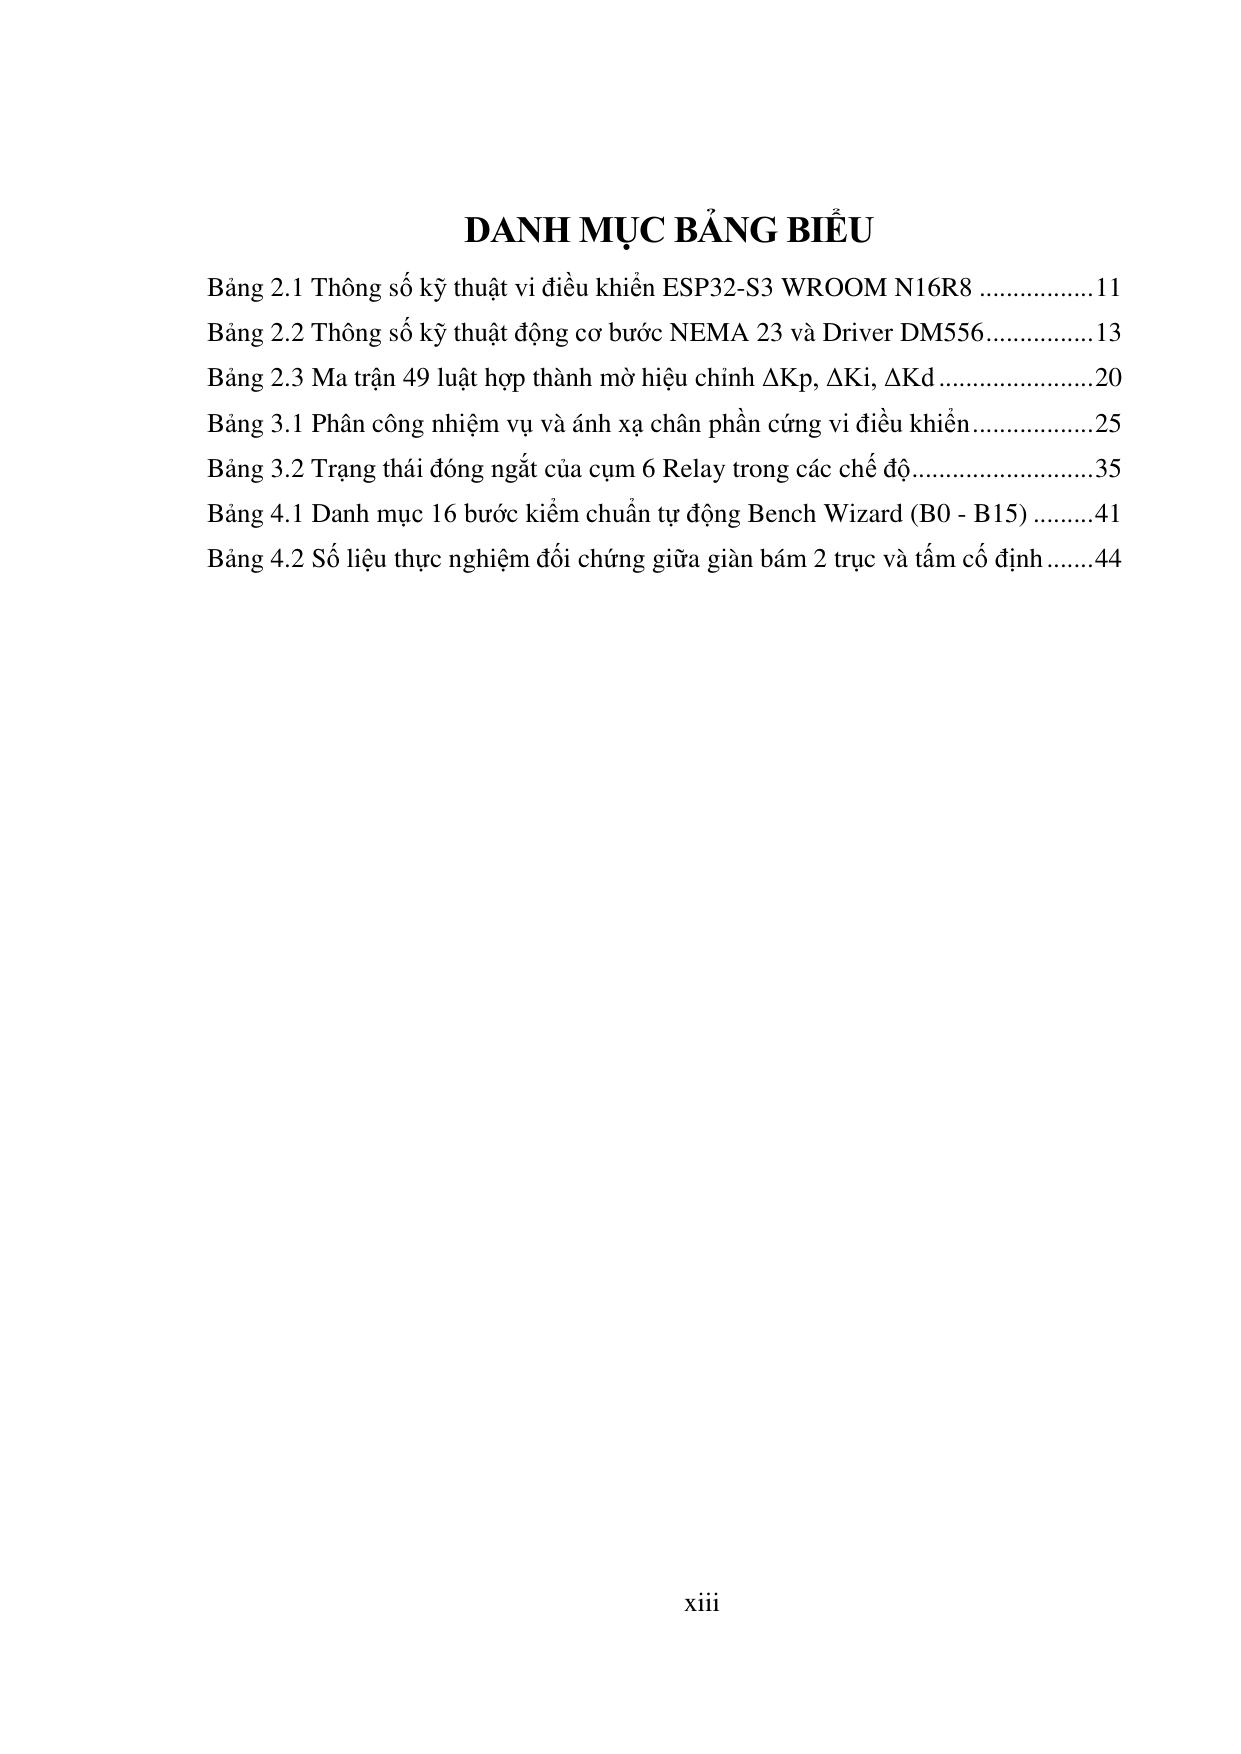 DANH MỤC BẢNG BIỂU
Bảng 2.1 Thông số kỹ thuật vi điều khiển ESP32-S3 WROOM N16R8 .................11
Bảng 2.2 Thông số kỹ thuật động cơ bước NEMA 23 và Driver DM556................13
Bảng 2.3 Ma trận 49 luật hợp thành mờ hiệu chỉnh ΔKp, ΔKi, ΔKd .......................20
Bảng 3.1 Phân công nhiệm vụ và ánh xạ chân phần cứng vi điều khiển..................25
Bảng 3.2 Trạng thái đóng ngắt của cụm 6 Relay trong các chế độ...........................35
Bảng 4.1 Danh mục 16 bước kiểm chuẩn tự động Bench Wizard (B0 - B15) .........41
Bảng 4.2 Số liệu thực nghiệm đối chứng giữa giàn bám 2 trục và tấm cố định .......44
xiii